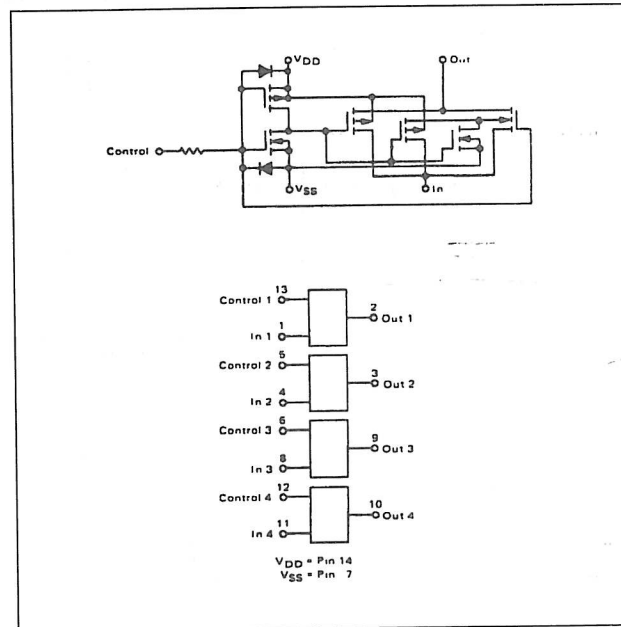 VDD
Out
Control
VSS
In
13
Control 1
2
Out 1
1
In 1
5
Control 2
3
Out 2
4
In 2
6
Control 3
9
Out 3
8
In 3
12
Control 4
10
Out 4
11
In 4
VDD = Pin 14
VSS = Pin 7